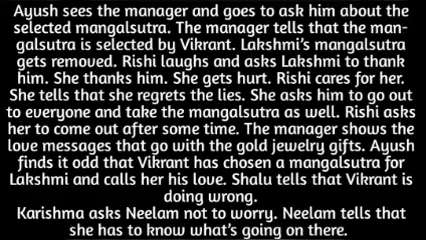 Ayush sees the manager and goes to ask him about the
selected mangalsutra. The manager tells that the man-
galsutra is selected by Vikrant. Lakshmi's mangalsutra
gets removed. Rishi laughs and asks Lakshmi to thank
him. She thanks him. She gets hurt. Rishi cares for her.
She tells that she regrets the lies. She asks him to go out
to everyone and take the mangalsutra as well. Rishi asks
her to come out after some time. The manager shows the
love messages that go with the gold jewelry gifts. Ayush
finds it odd that Vikrant has chosen a mangalsutra for
Lakshmi and calls her his love. Shalu tells that Vikrant is
doing wrong.
Karishma asks Neelam not to worry. Neelam tells that
she has to know what's going on there.